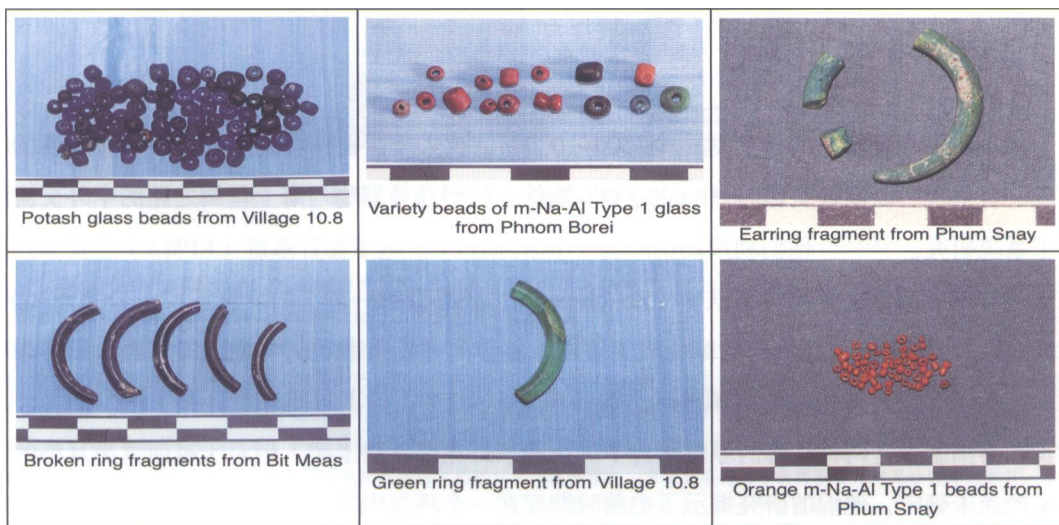 Potash glass beads from Village 10.8
Variety beads of m-Na-Al Type 1 glass
from Phnom Borei
Earring fragment from Phum Snay
Broken ring fragments from Bit Meas
Green ring fragment from Village 10.8
Orange m-Na-Al Type 1 beads from
Phum Snay